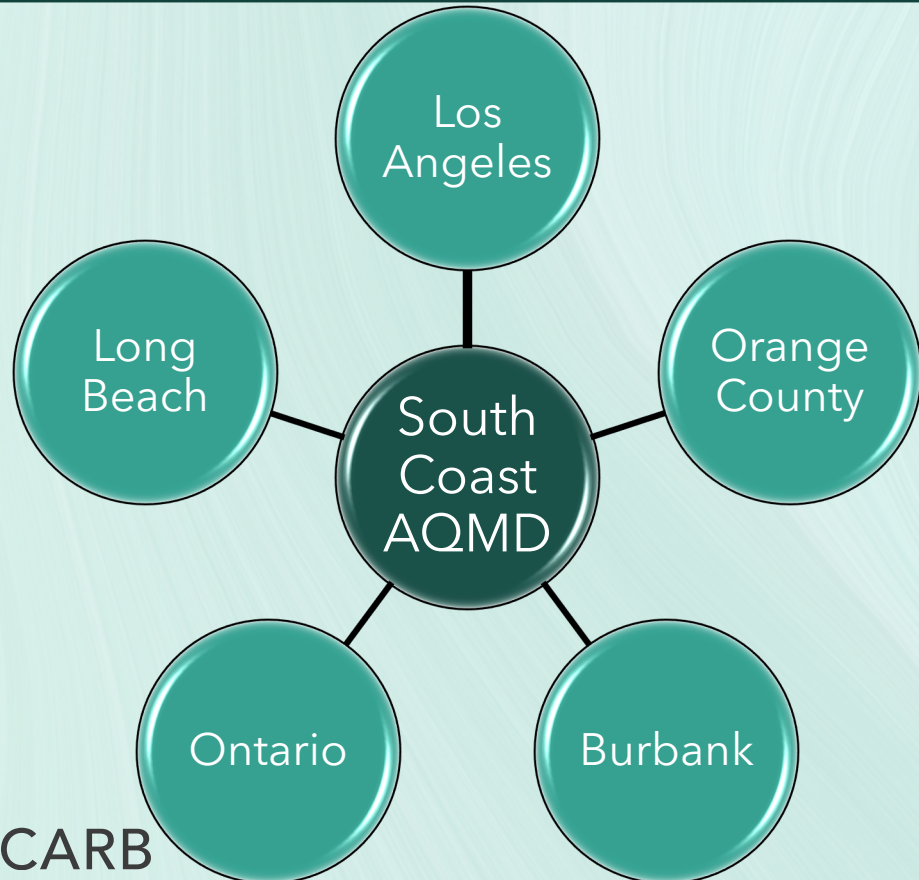 Los
Angeles
Long
Beach
Orange
County
South
Coast
AQMD
Ontario
Burbank
CARB